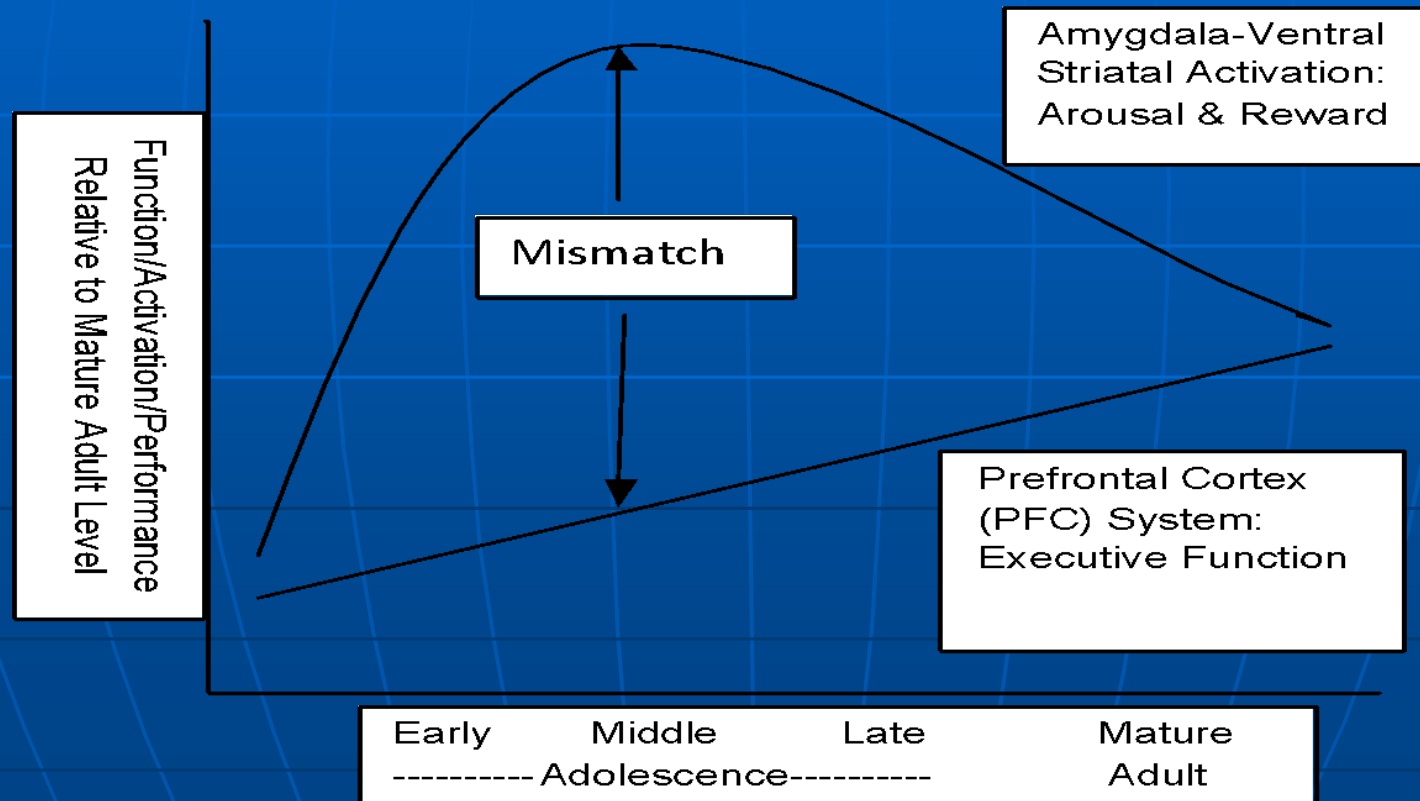 Amygdala-Ventral
Striatal Activation:
Arousal & Reward
Function/Activation/Performance
Relative to Mature Adult Level
Mismatch
Prefrontal Cortex
(PFC) System:
Executive Function
Early Middle Late Mature
---------- Adolescence---------- Adult